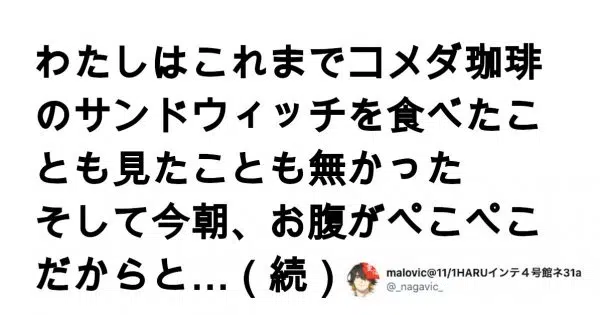 わたしはこれまでコメダ珈琲
のサンドウィッチを食べたこ
とも見たことも無かった
そして今朝、お腹がぺこぺこ
だからと…(続)
malovic@11/1HARUインテ４号館ネ31a
@_nagavic_